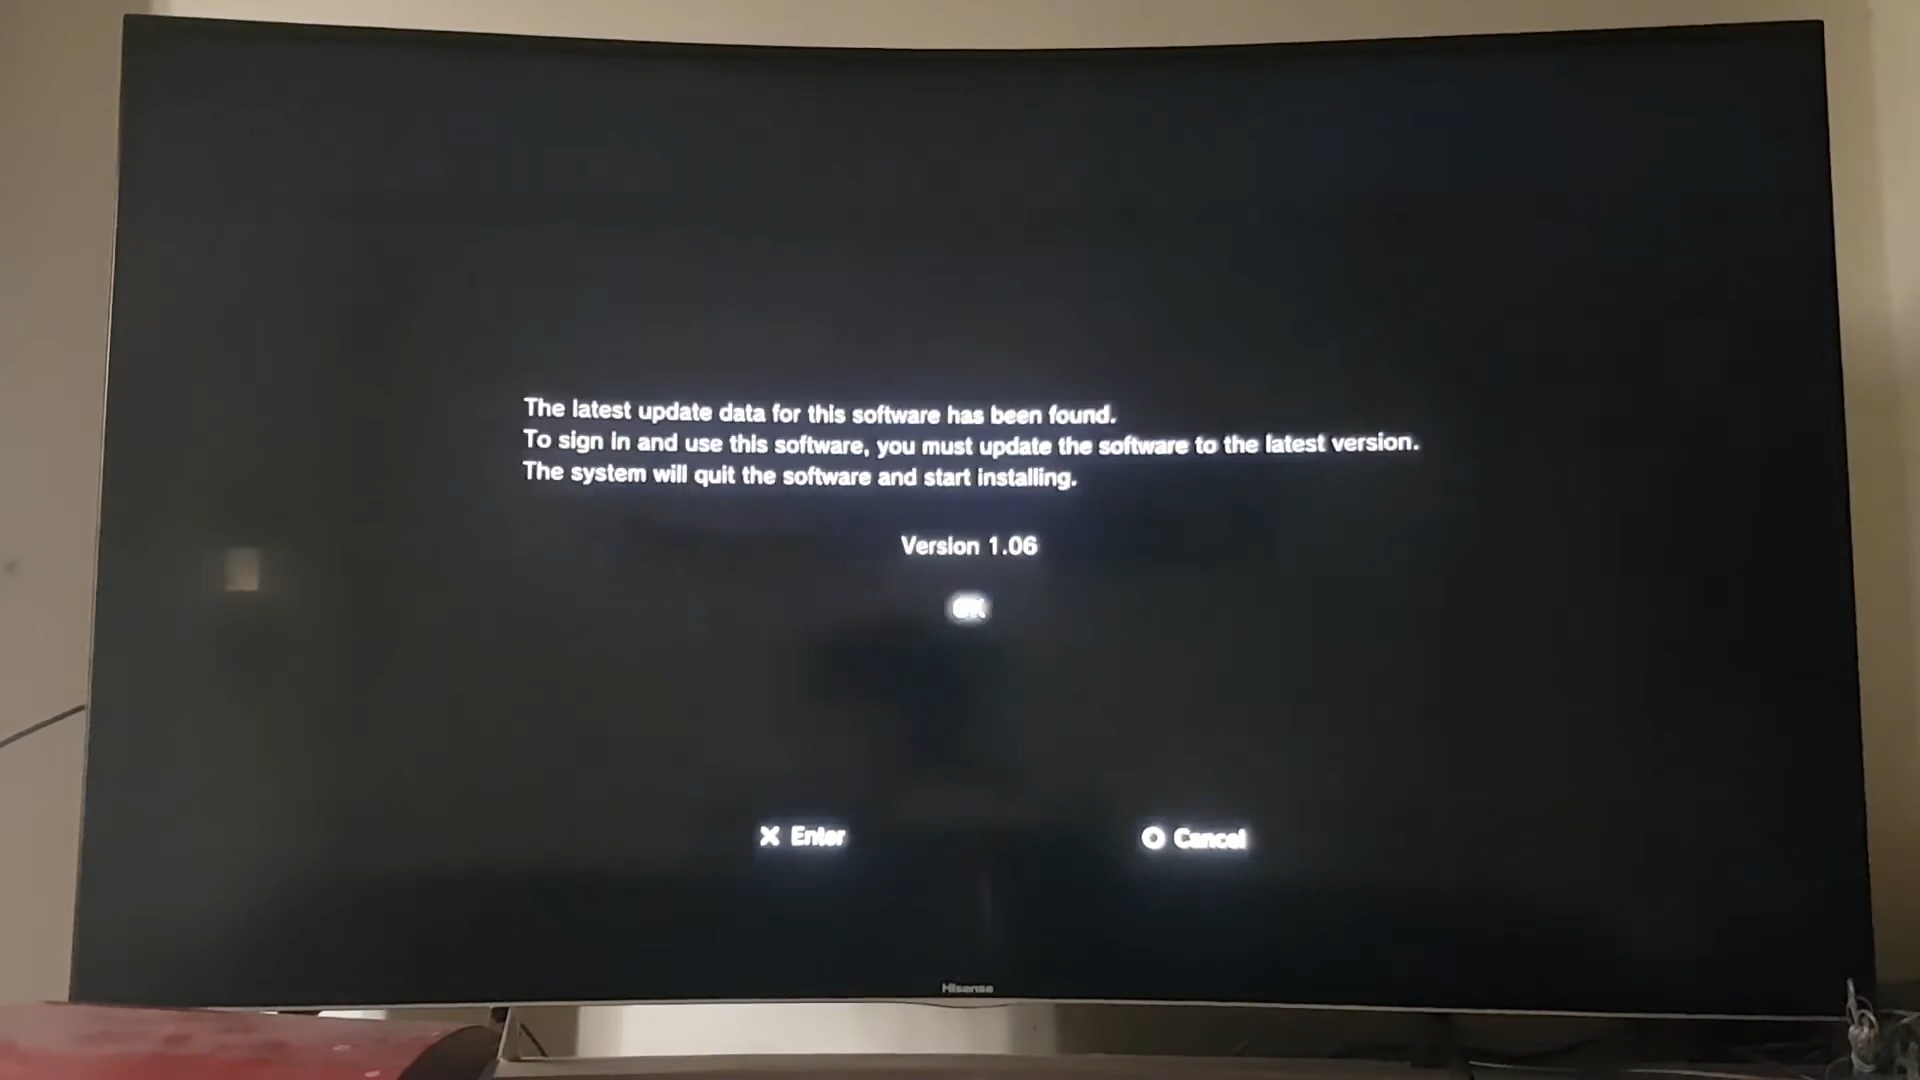 The latest update data for this software has been found.
To sign in and use this software, you must update the software to the latest version.
The system will quit the software and start installing.
Version 1.06
OK
X Enter
O Cancel
Hisense